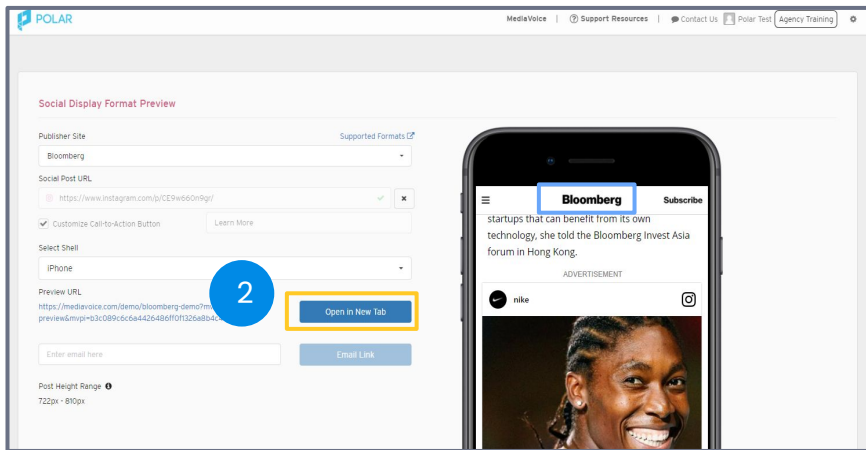 POLAR
MediaVoice | Support Resources | Contact Us Polar Test Agency Training
Social Display Format Preview
Publisher Site Supported Formats
Bloomberg
Social Post URL
https://www.instagram.com/p/CE9w660n9gr/
Customize Call-to-Action Button Learn More
Select Shell
iPhone
Preview URL
https://mediavoice.com/demo/bloomberg-demo?
2
Open in New Tab
Enter email here Email Link
Post Height Range
722px - 810px
Bloomberg Subscribe
startups that can benefit from its own
technology, she told the Bloomberg Invest Asia
forum in Hong Kong.
ADVERTISEMENT
nike